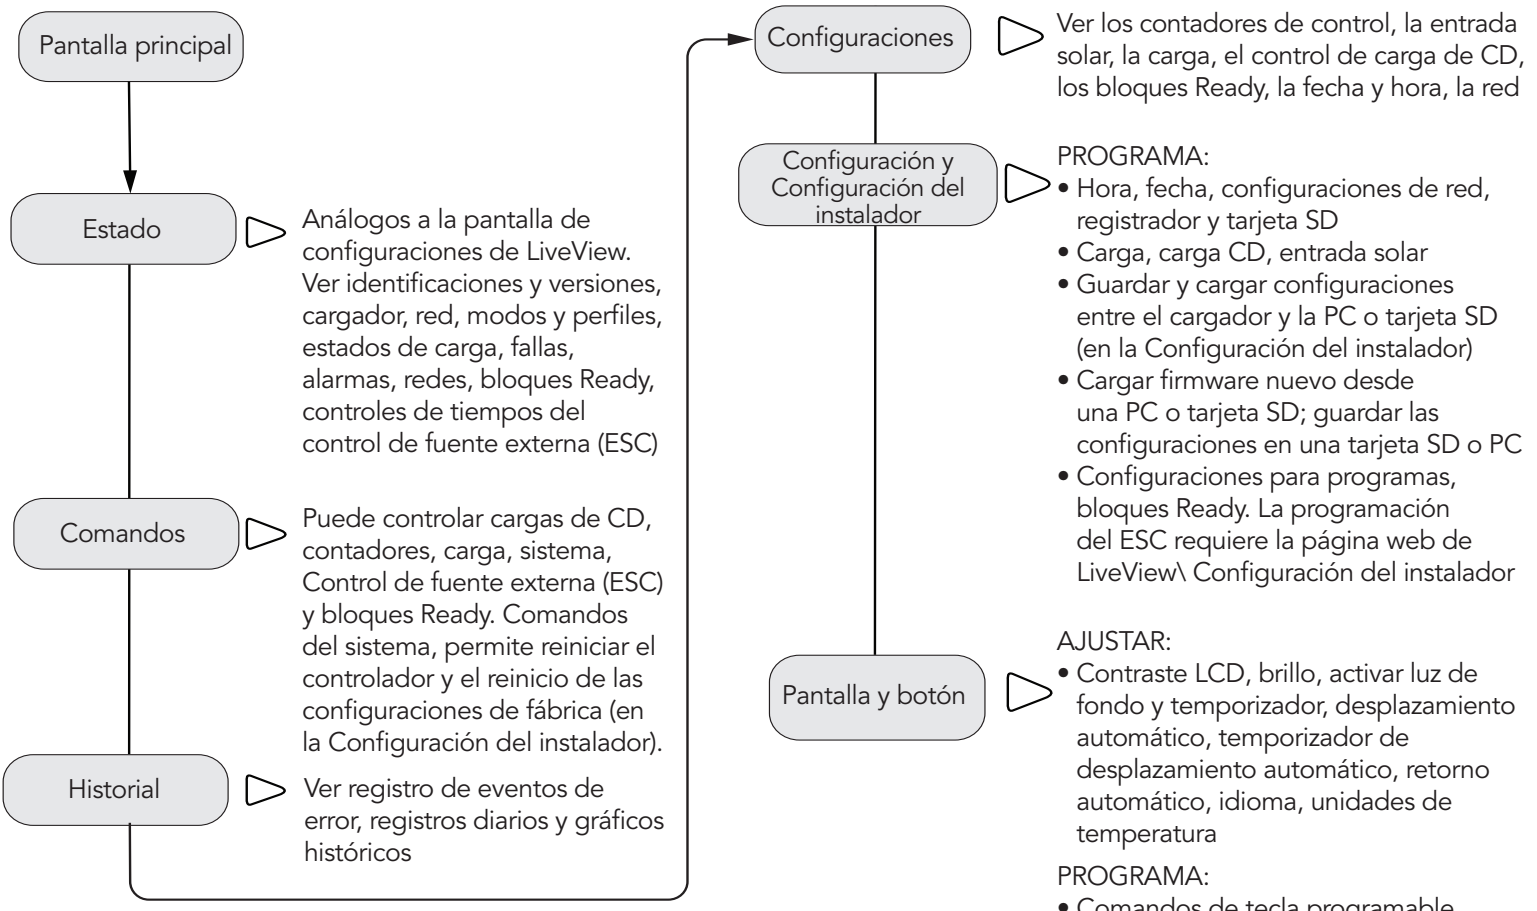 Pantalla principal
Estado
Análogos a la pantalla de
configuraciones de LiveView.
Ver identificaciones y versiones,
cargador, red, modos y perfiles,
estados de carga, fallas,
alarmas, redes, bloques Ready,
controles de tiempos del
control de fuente externa (ESC)
Comandos
Puede controlar cargas de CD,
contadores, carga, sistema,
Control de fuente externa (ESC)
y bloques Ready. Comandos
del sistema, permite reiniciar el
controlador y el reinicio de las
configuraciones de fábrica (en
la Configuración del instalador).
Historial
Ver registro de eventos de
error, registros diarios y gráficos
históricos
Configuraciones
Ver los contadores de control, la entrada
solar, la carga, el control de carga de CD,
los bloques Ready, la fecha y hora, la red
Configuración y
Configuración del
instalador
PROGRAMA:
• Hora, fecha, configuraciones de red,
registrador y tarjeta SD
• Carga, carga CD, entrada solar
• Guardar y cargar configuraciones
entre el cargador y la PC o tarjeta SD
(en la Configuración del instalador)
• Cargar firmware nuevo desde
una PC o tarjeta SD; guardar las
configuraciones en una tarjeta SD o PC
• Configuraciones para programas,
bloques Ready. La programación
del ESC requiere la página web de
LiveView\ Configuración del instalador
Pantalla y botón
AJUSTAR:
• Contraste LCD, brillo, activar luz de
fondo y temporizador, desplazamiento
automático, temporizador de
desplazamiento automático, retorno
automático, idioma, unidades de
temperatura
PROGRAMA:
• Comandos de tecla programable